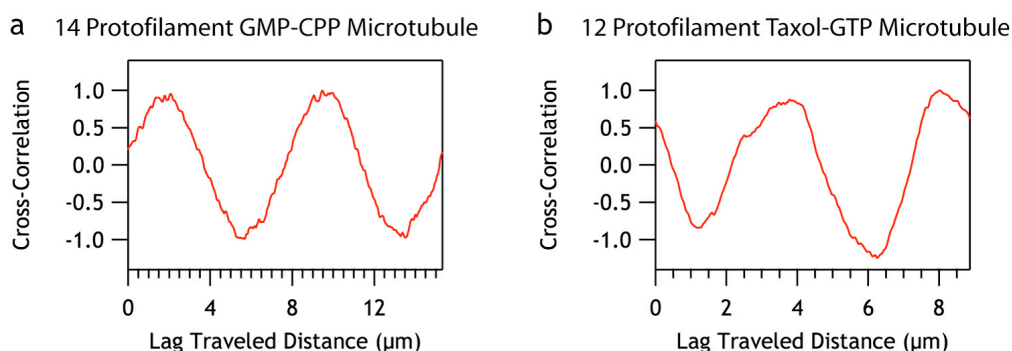 a 14 Protofilament GMP-CPP Microtubule
1.0
0.5
0.0
-0.5
-1.0
Cross-Correlation
0 4 8 12
Lag Traveled Distance (µm)
b 12 Protofilament Taxol-GTP Microtubule
1.0
0.5
0.0
-0.5
-1.0
Cross-Correlation
0 2 4 6 8
Lag Traveled Distance (µm)